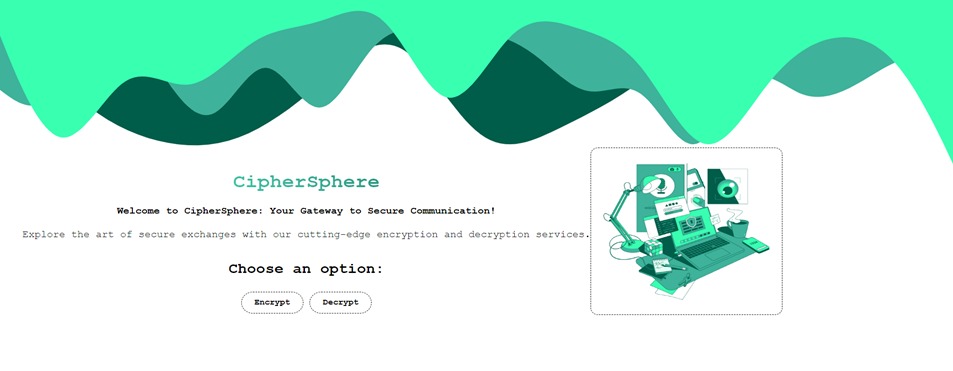 CipherSphere
Welcome to CipherSphere: Your Gateway to Secure Communication!
Explore the art of secure exchanges with our cutting-edge encryption and decryption services.
Choose an option:
Encrypt
Decrypt